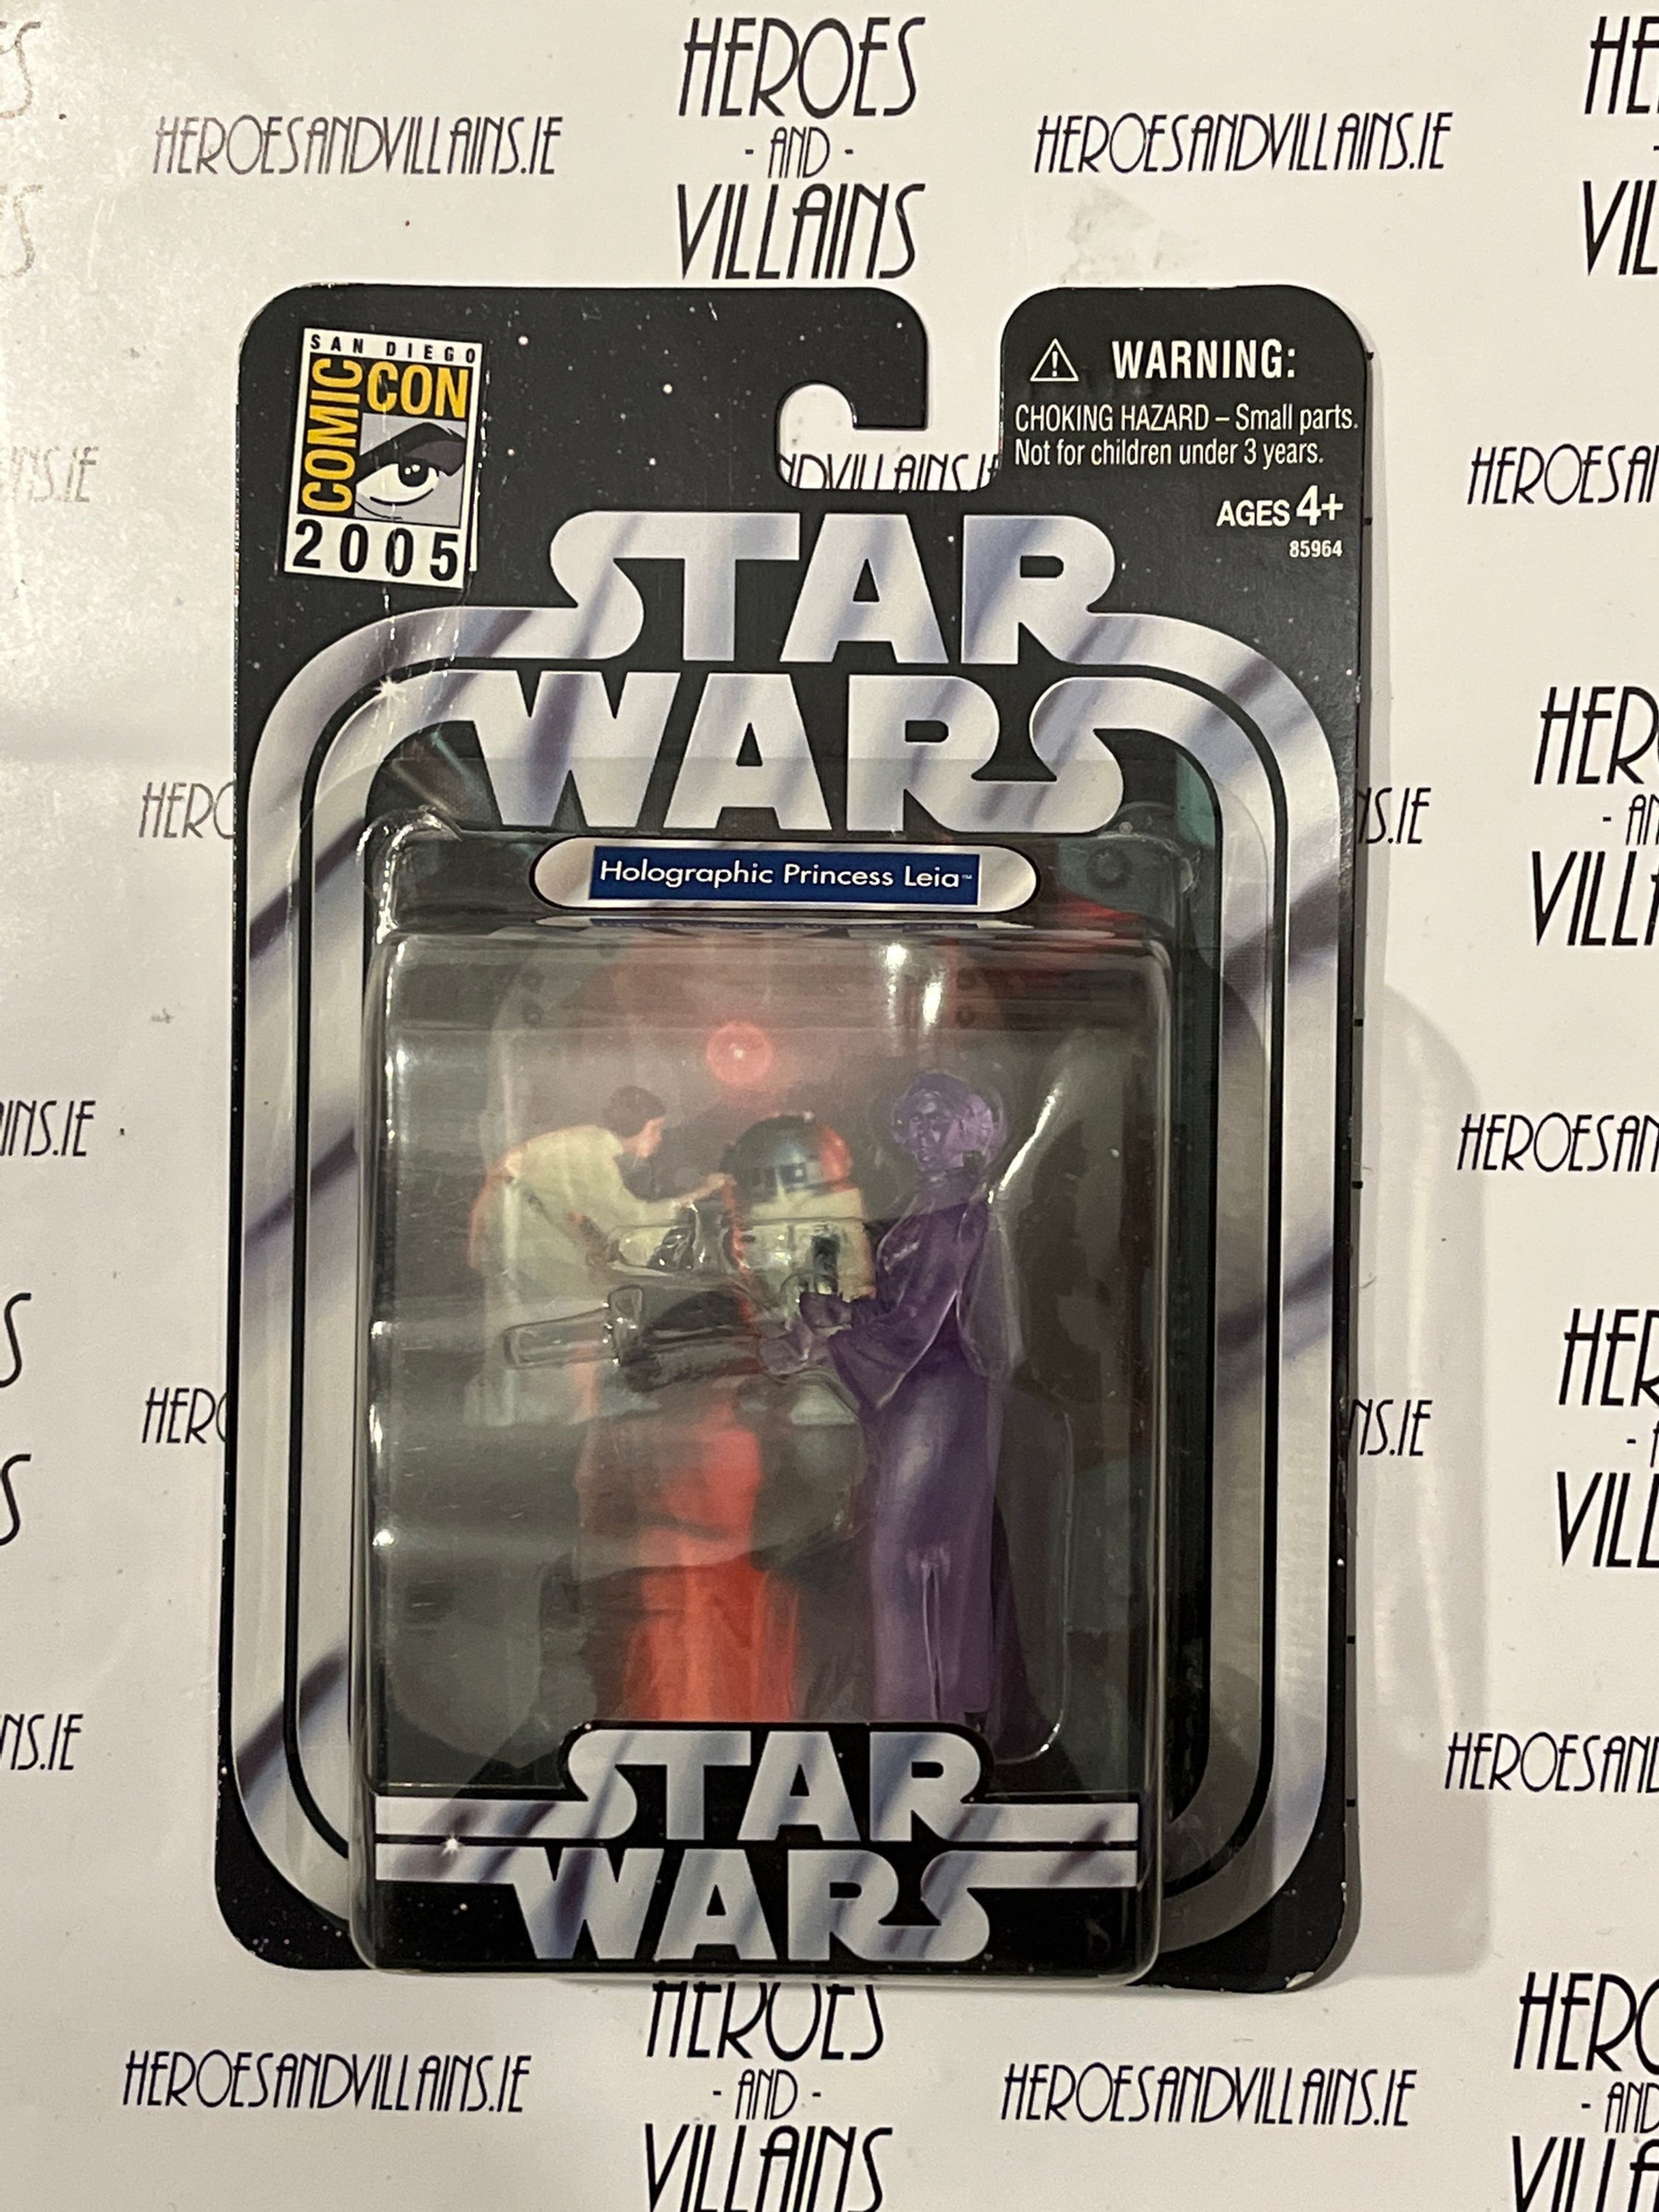 HEROES
- AND -
VILLAINS
HEROESANDVILLAINS.IE
HEROESANDVILLAINS.IE
SAN DIEGO
COMIC
CON
2005
WARNING:
CHOKING HAZARD – Small parts.
Not for children under 3 years.
AGES 4+
85964
STAR
WARS
Holographic Princess Leia™
STAR
WARS
HEROES
- AND -
VILLAINS
HEROESANDVILLAINS.IE
HEROESANDVILLAINS.IE